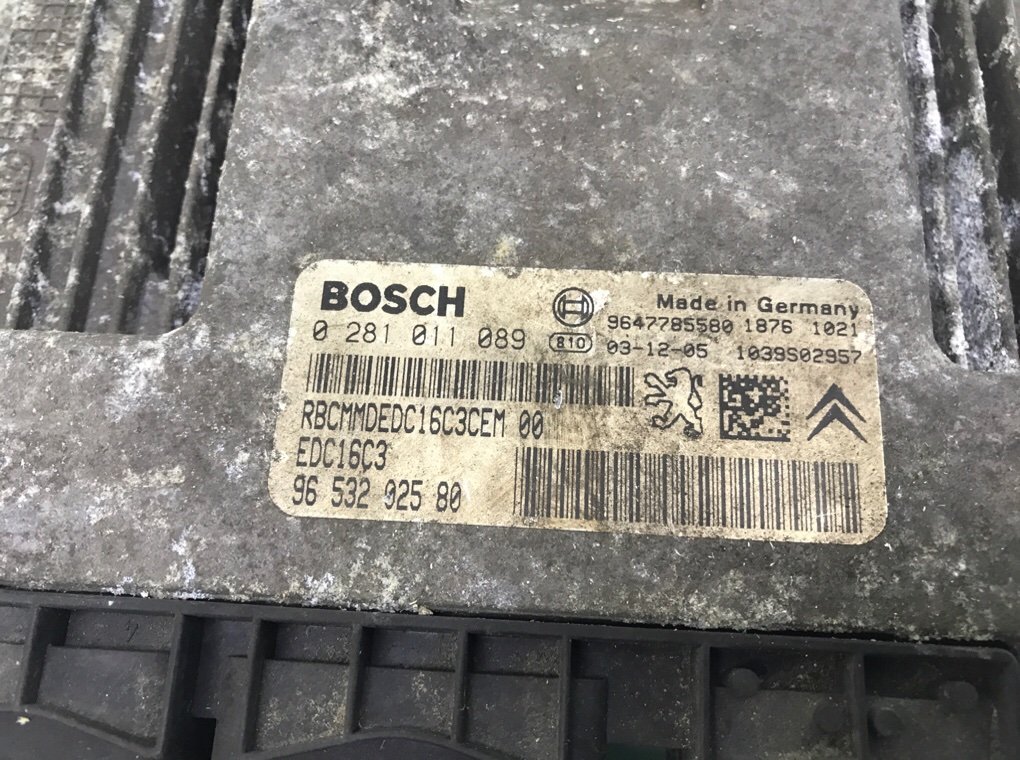 BOSCH
Made in Germany
0 281 011 089
9647785580 1876 1021
810 03-12-05 1039S02957
RBCMMDEDC16C3CEM 00
EDC16C3
96 532 025 80